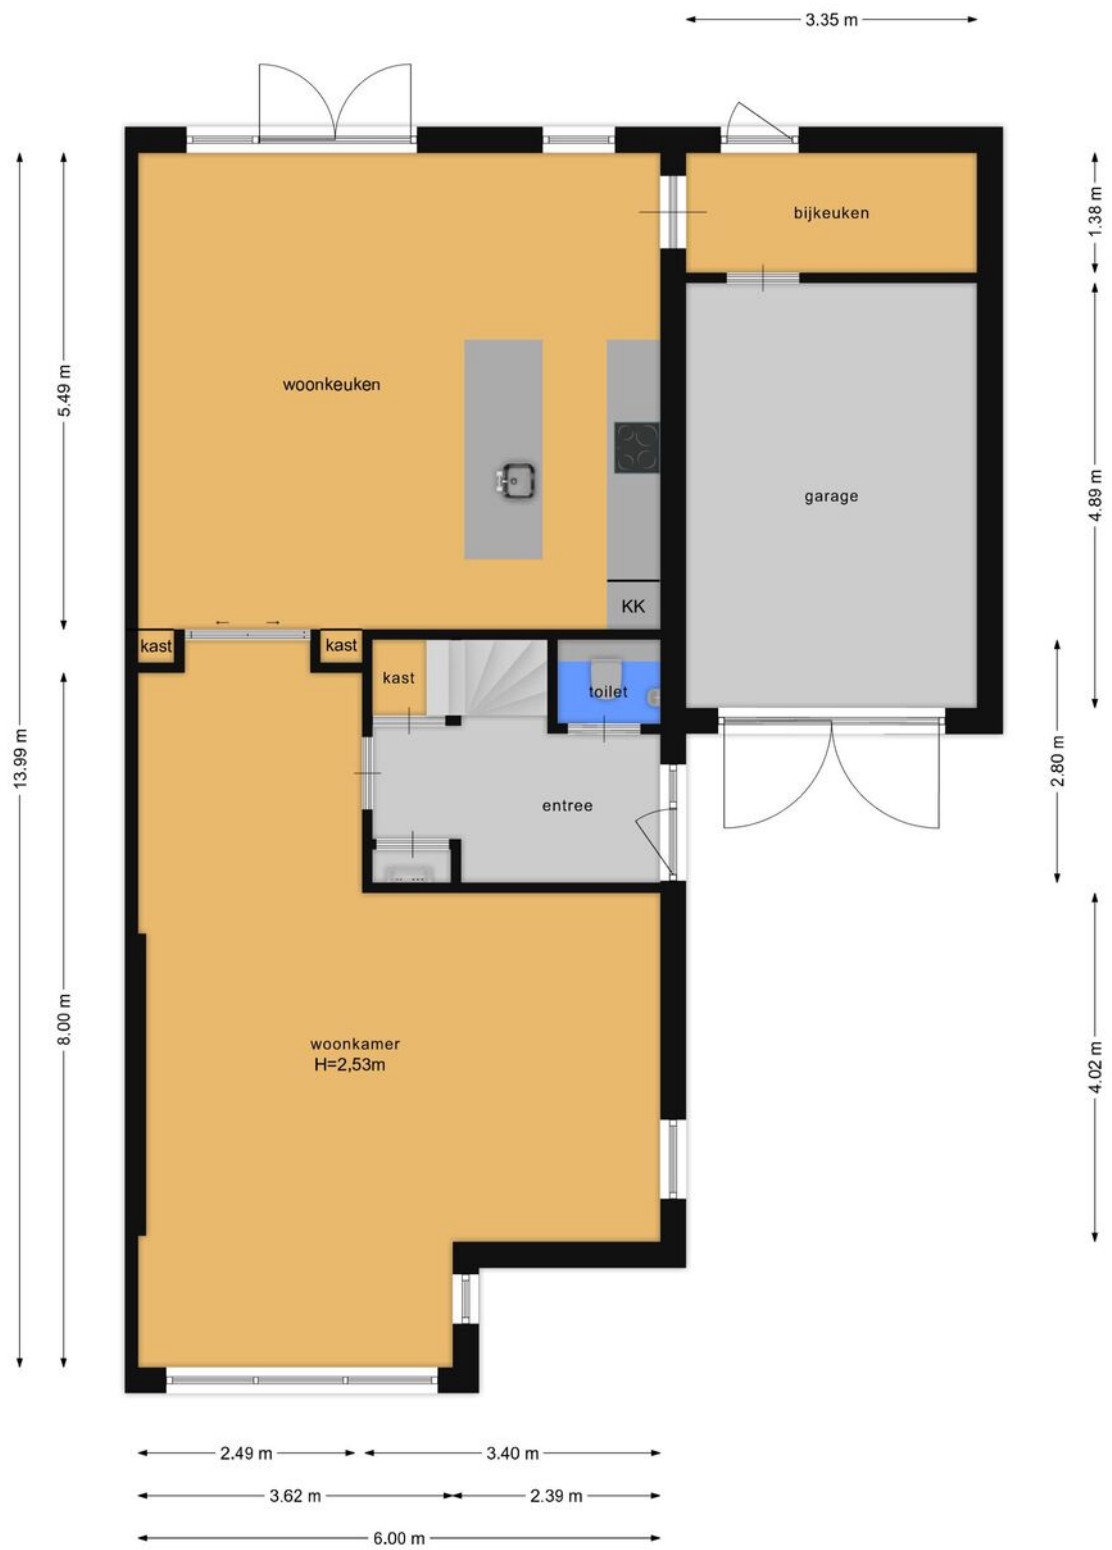 3.35 m
bijkeuken
1.38 m
woonkeuken
5.49 m
garage
4.89 m
KK
kast
kast
kast
toilet
13.99 m
2.80 m
entree
8.00 m
woonkamer
H=2,53m
4.02 m
2.49 m
3.40 m
3.62 m
2.39 m
6.00 m